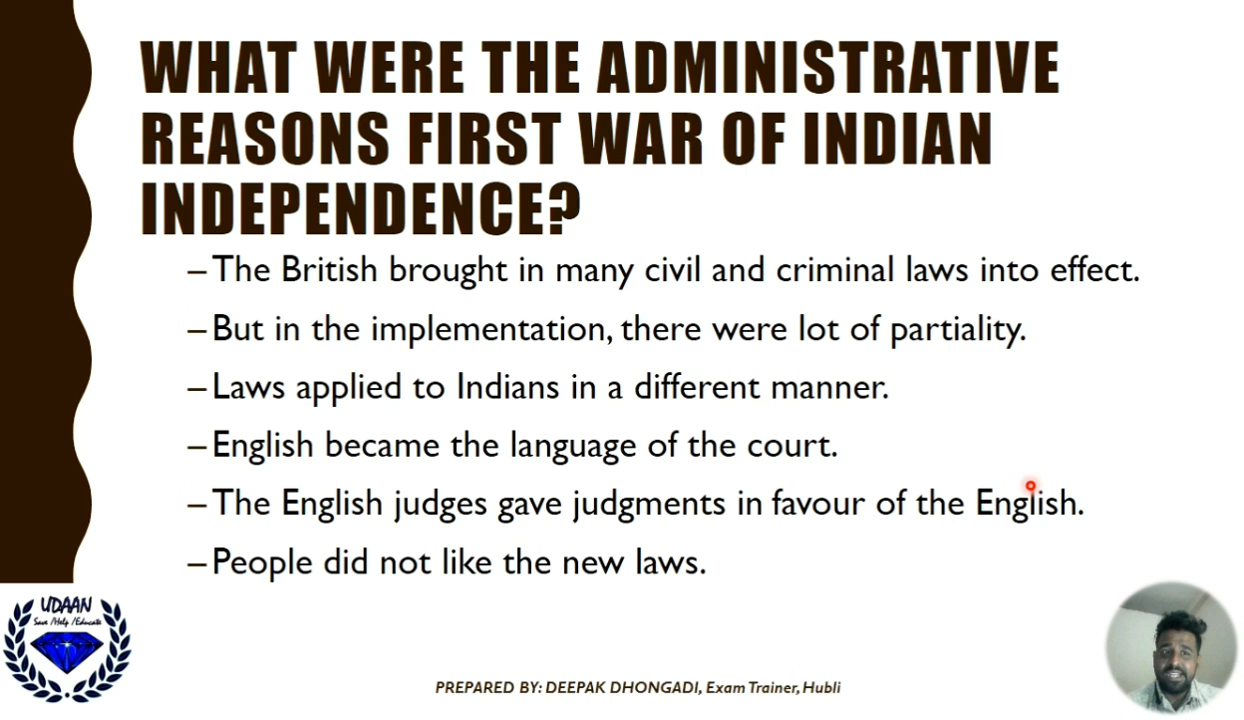 WHAT WERE THE ADMINISTRATIVE
REASONS FIRST WAR OF INDIAN
INDEPENDENCE?
– The British brought in many civil and criminal laws into effect.
– But in the implementation, there were lot of partiality.
– Laws applied to Indians in a different manner.
– English became the language of the court.
– The English judges gave judgments in favour of the English.
– People did not like the new laws.
UDAAN
Save /Help /Educate
PREPARED BY: DEEPAK DHONGADI, Exam Trainer, Hubli